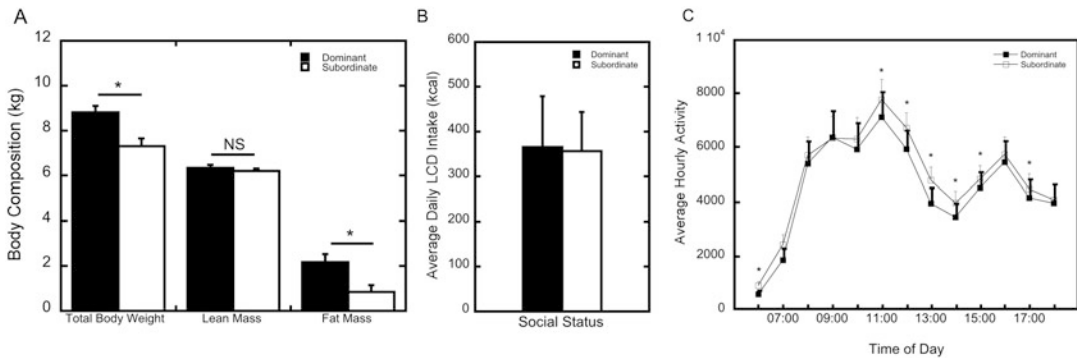 A
Body Composition (kg)
12
10
8
6
4
2
0
Dominant
Subordinate
*
NS
*
Total Body Weight
Lean Mass
Fat Mass
B
Average Daily LCD Intake (kcal)
600
500
400
300
200
100
0
Dominant
Subordinate
Social Status
C
Average Hourly Activity
1 10⁴
8000
6000
4000
2000
0
Dominant
Subordinate
*
*
*
*
*
*
*
07:00 09:00 11:00 13:00 15:00 17:00
Time of Day